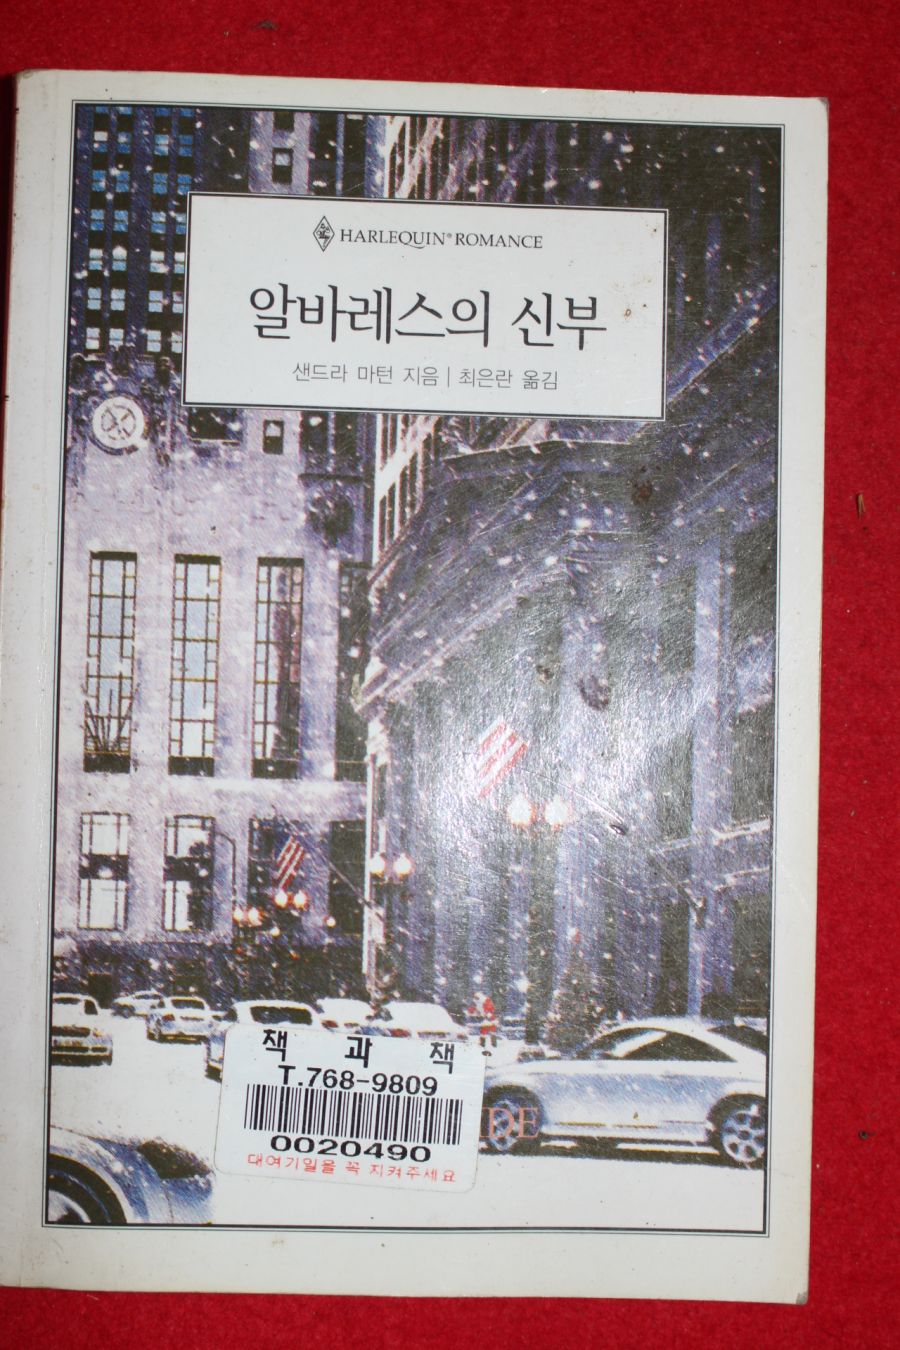 HARLEQUIN® ROMANCE
알바레스의 신부
샌드라 마턴 지음 | 최은란 옮김
책 과 책
T.768-9809
0020490
대여기일을 꼭 지켜주세요
DE